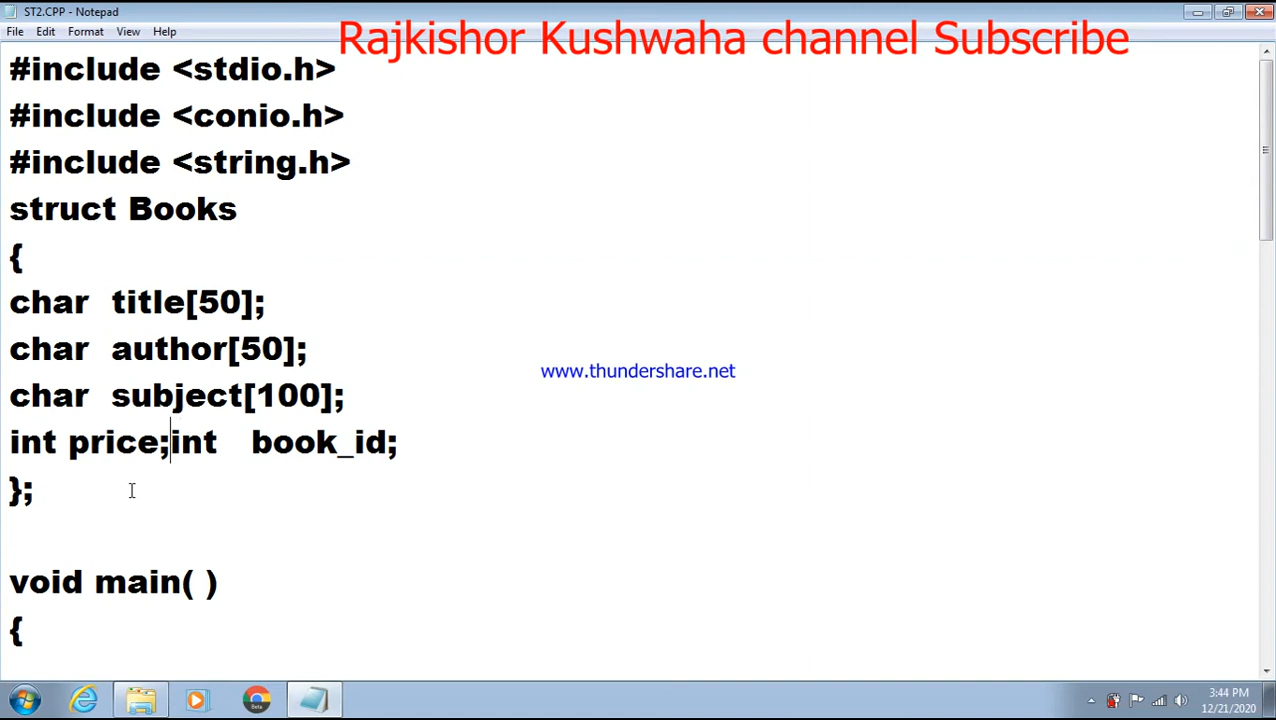 ST2.CPP - Notepad
Rajkishor Kushwaha channel Subscribe
File Edit Format View Help
#include <stdio.h>
#include <conio.h>
#include <string.h>
struct Books
{
char  title[50];
char  author[50];
www.thundershare.net
char  subject[100];
int price;int   book_id;
};
void main( )
{
3:44 PM
12/21/2020